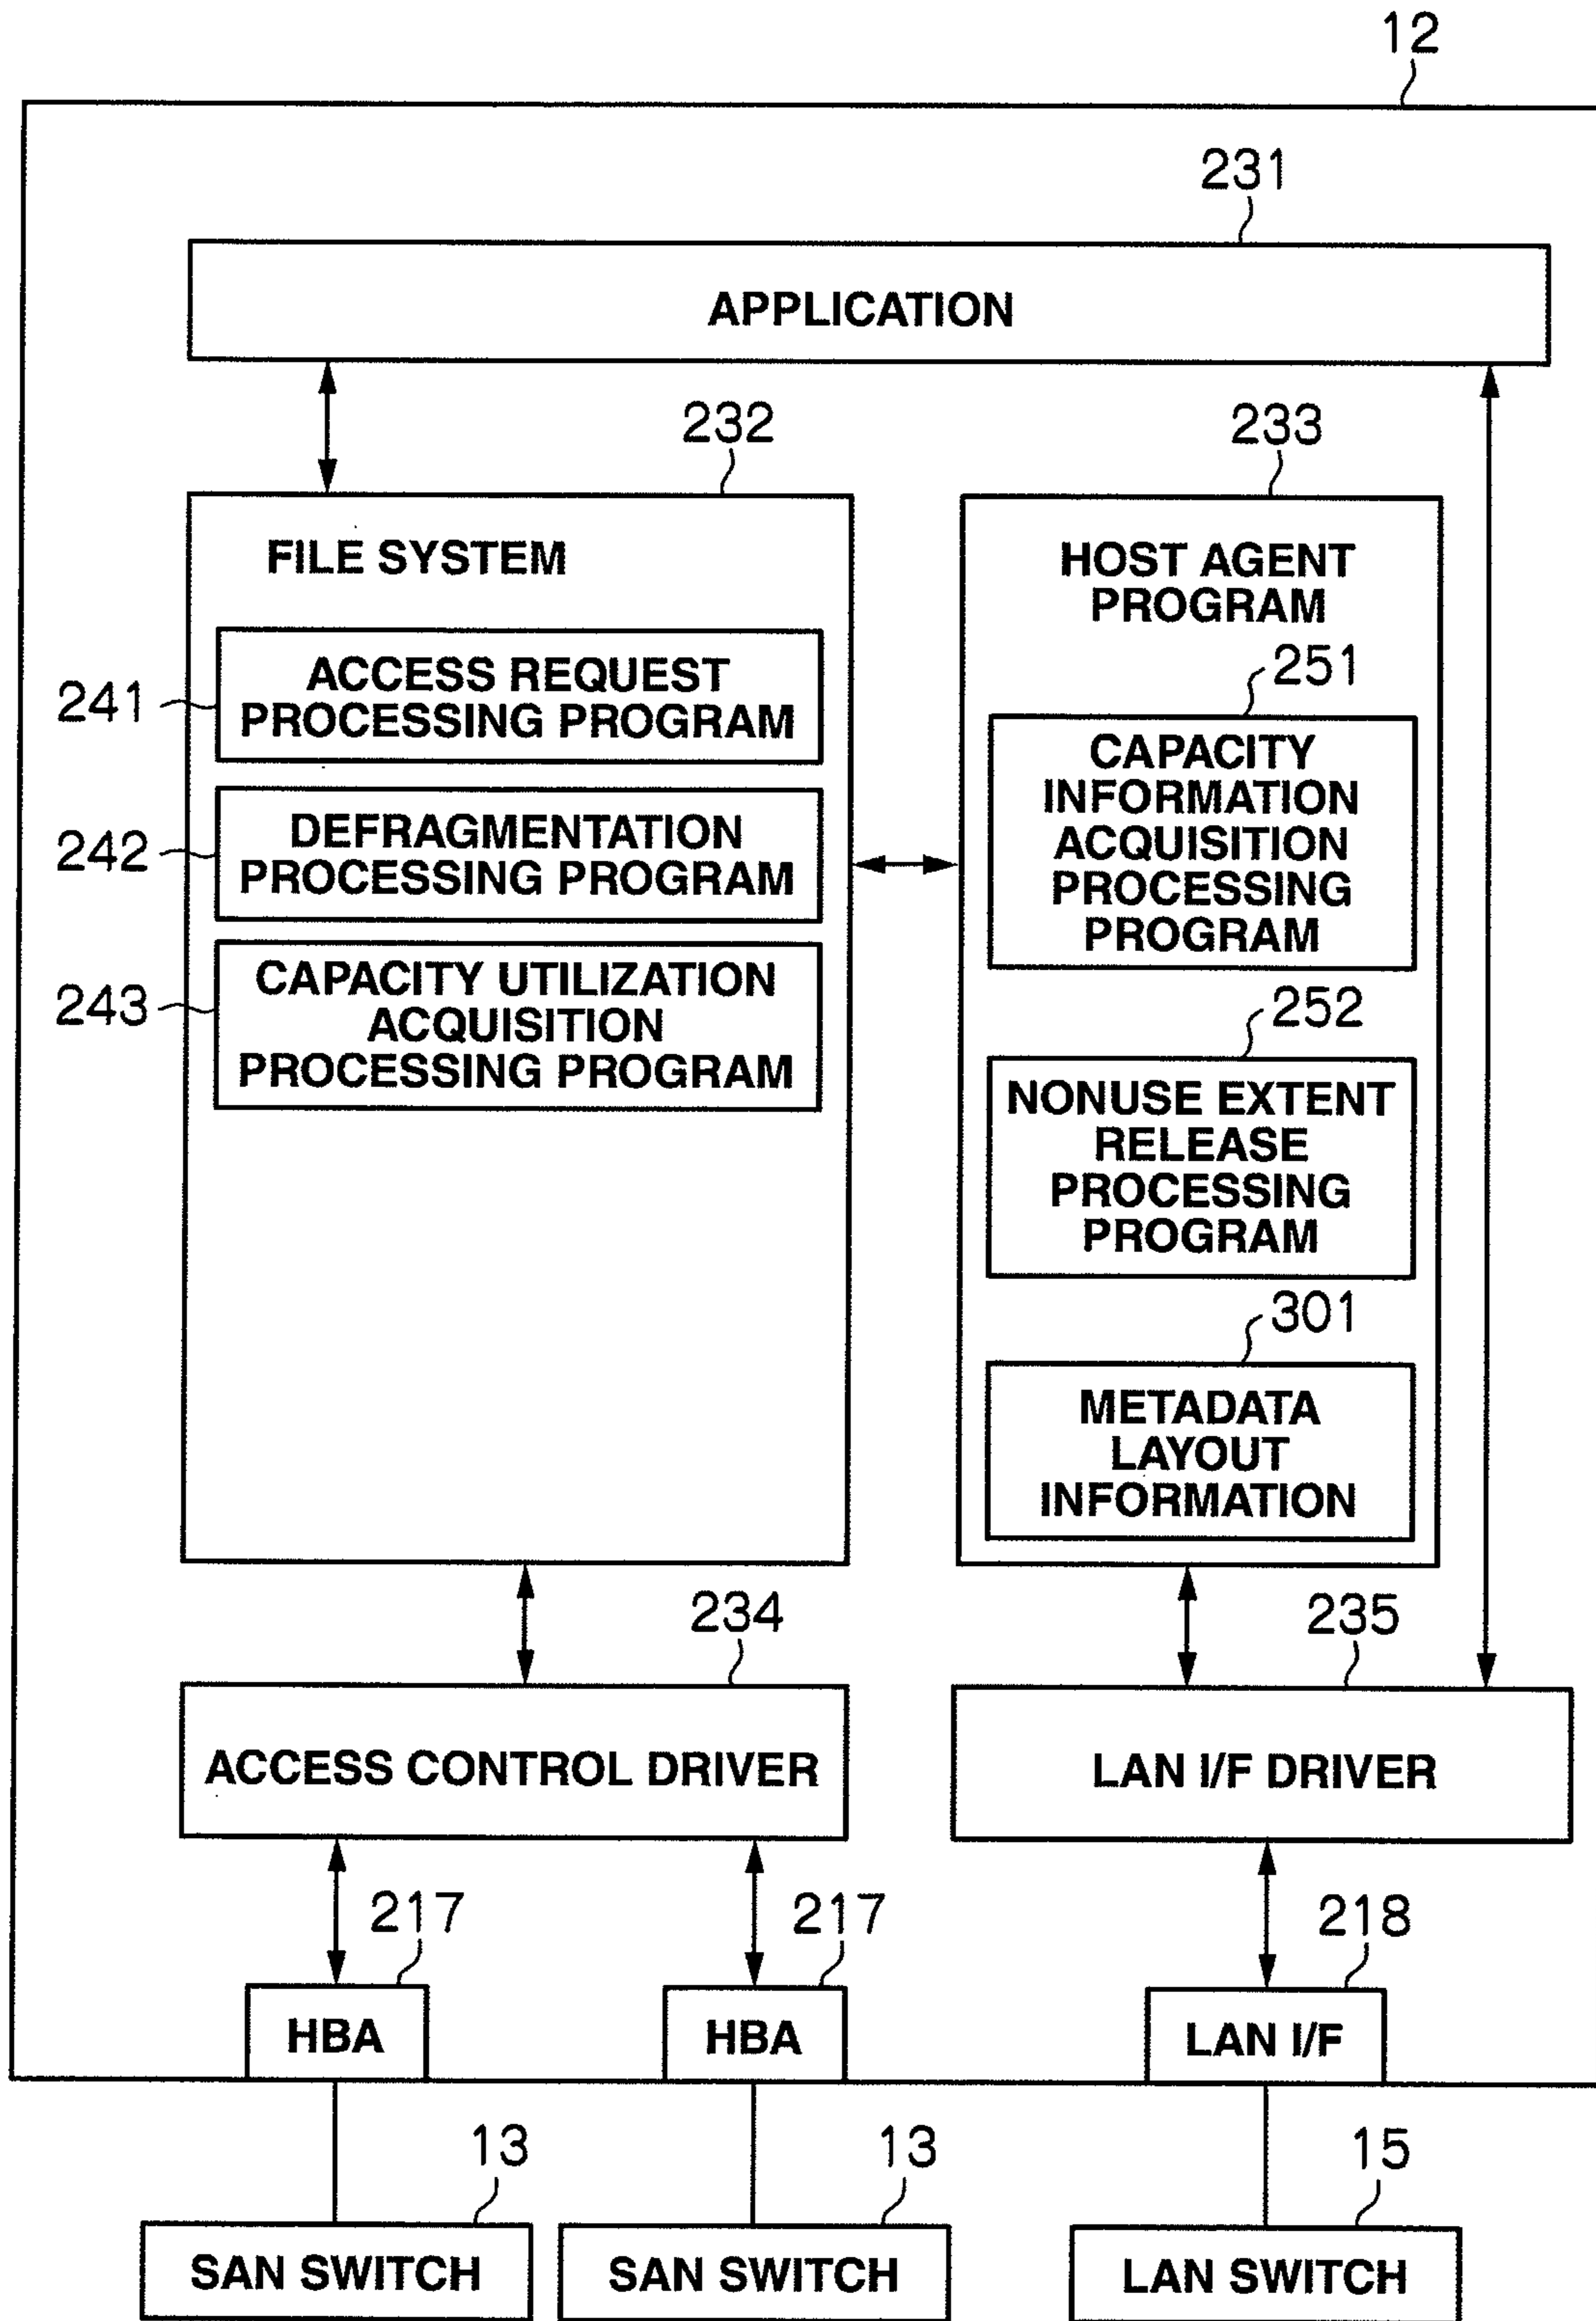 12
231
APPLICATION
232
233
FILE SYSTEM
HOST AGENT
PROGRAM
241
ACCESS REQUEST
PROCESSING PROGRAM
242
DEFRAGMENTATION
PROCESSING PROGRAM
243
CAPACITY UTILIZATION
ACQUISITION
PROCESSING PROGRAM
251
CAPACITY
INFORMATION
ACQUISITION
PROCESSING
PROGRAM
252
NONUSE EXTENT
RELEASE
PROCESSING
PROGRAM
301
METADATA
LAYOUT
INFORMATION
234
235
ACCESS CONTROL DRIVER
LAN I/F DRIVER
217
217
218
HBA
HBA
LAN I/F
13
13
15
SAN SWITCH
SAN SWITCH
LAN SWITCH